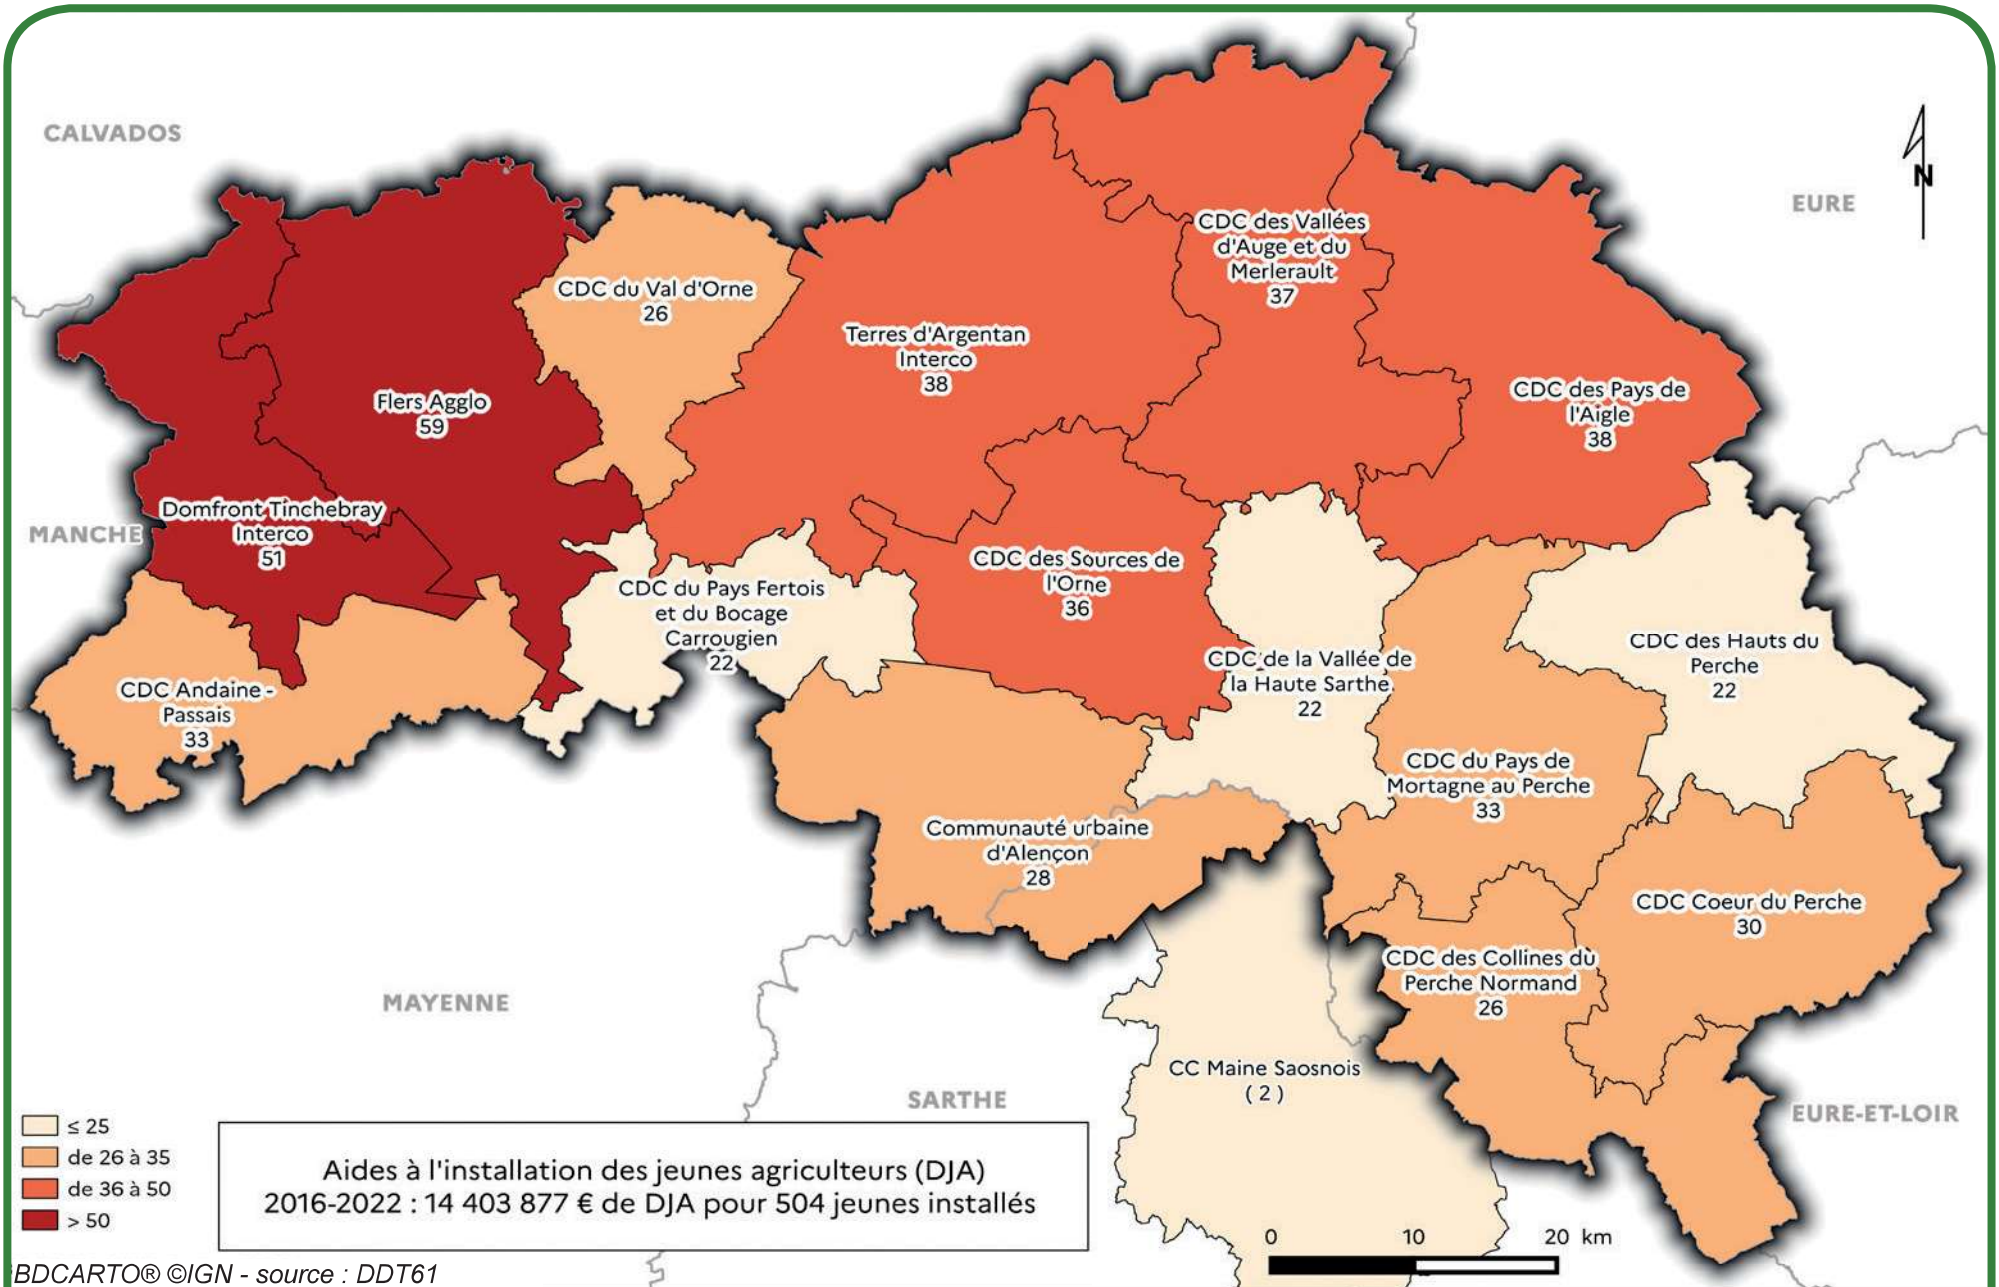 CALVADOS
EURE
N
CDC des Vallées
d'Auge et du
Merlerault
37
CDC du Val d'Orne
26
Terres d'Argentan
Interco
38
Flers Agglo
59
CDC des Pays de
l'Aigle
38
Domfront Tinchebray
Interco
51
MANCHE
CDC des Sources de
l'Orne
36
CDC du Pays Fertois
et du Bocage
Carrougien
22
CDC des Hauts du
Perche
22
CDC de la Vallée de
la Haute Sarthe
22
CDC Andaine -
Passais
33
CDC du Pays de
Mortagne au Perche
33
Communauté urbaine
d'Alençon
28
CDC Coeur du Perche
30
CDC des Collines du
Perche Normand
26
MAYENNE
CC Maine Saosnois
( 2 )
SARTHE
EURE-ET-LOIR
≤ 25
de 26 à 35
de 36 à 50
> 50
Aides à l'installation des jeunes agriculteurs (DJA)
2016-2022 : 14 403 877 € de DJA pour 504 jeunes installés
0 10 20 km
BDCARTO® ©IGN - source : DDT61